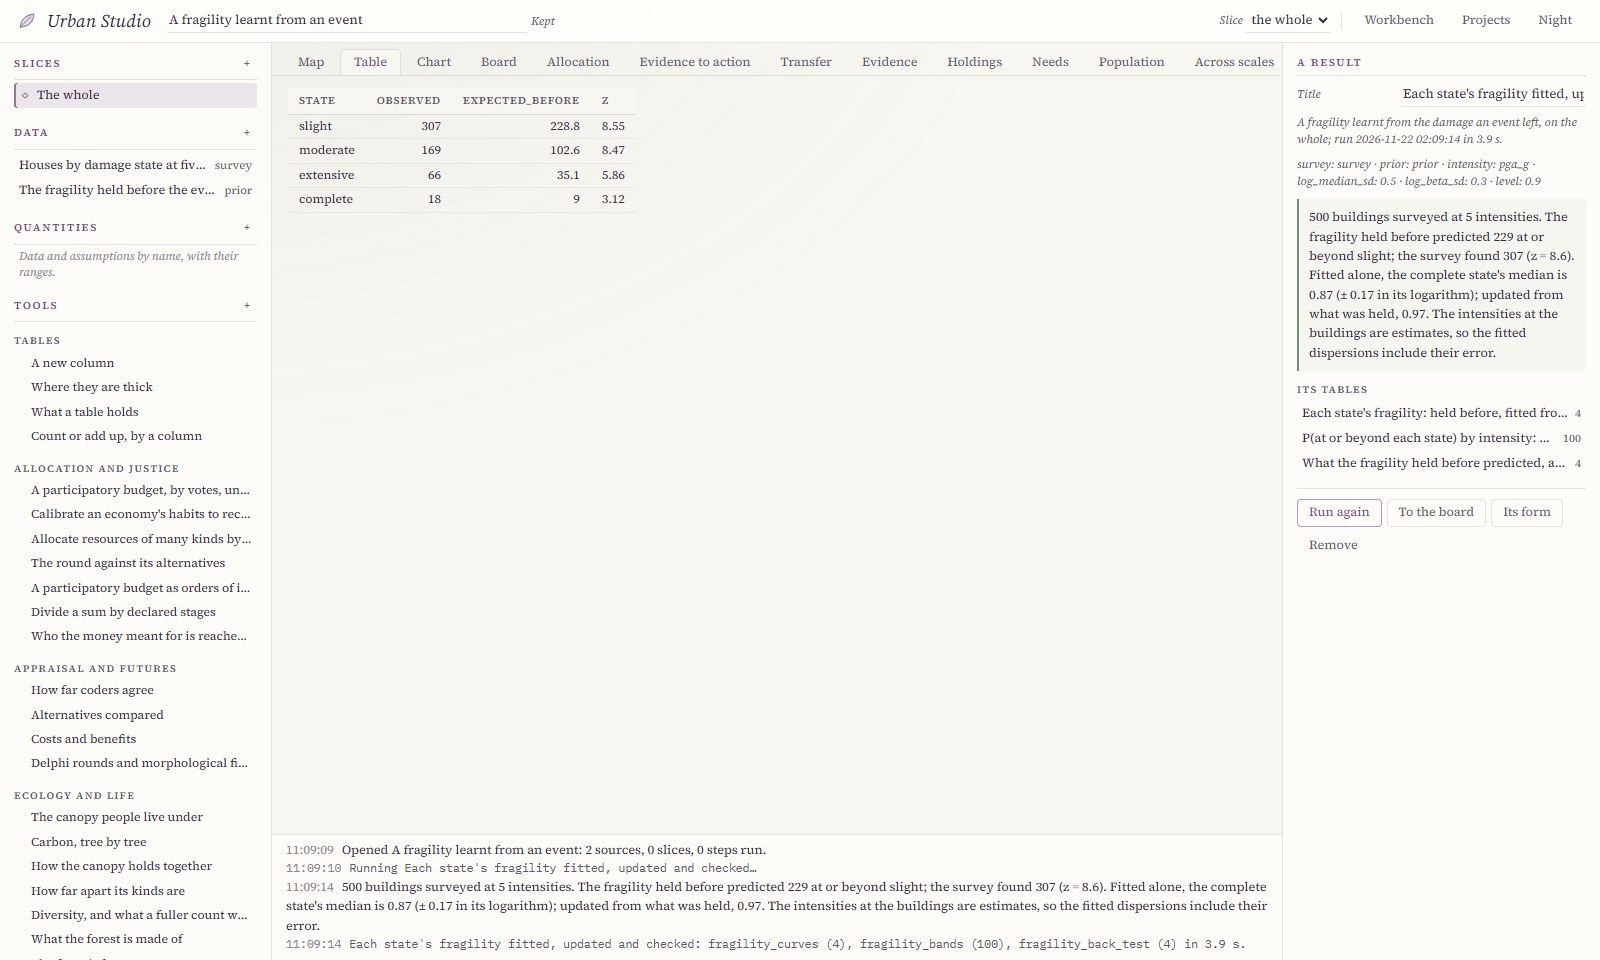 Urban Studio
A fragility learnt from an event
Kept
Slice the whole
Workbench
Projects
Night
SLICES +
The whole
DATA +
Houses by damage state at fiv... survey
The fragility held before the ev... prior
QUANTITIES +
Data and assumptions by name, with their
ranges.
TOOLS +
TABLES
A new column
Where they are thick
What a table holds
Count or add up, by a column
ALLOCATION AND JUSTICE
A participatory budget, by votes, un...
Calibrate an economy's habits to rec...
Allocate resources of many kinds by...
The round against its alternatives
A participatory budget as orders of i...
Divide a sum by declared stages
Who the money meant for is reache...
APPRAISAL AND FUTURES
How far coders agree
Alternatives compared
Costs and benefits
Delphi rounds and morphological fi...
ECOLOGY AND LIFE
The canopy people live under
Carbon, tree by tree
How the canopy holds together
How far apart its kinds are
Diversity, and what a fuller count w...
What the forest is made of
Map Table Chart Board Allocation Evidence to action Transfer Evidence Holdings Needs Population Across scales
STATE OBSERVED EXPECTED_BEFORE Z
slight 307 228.8 8.55
moderate 169 102.6 8.47
extensive 66 35.1 5.86
complete 18 9 3.12
11:09:09 Opened A fragility learnt from an event: 2 sources, 0 slices, 0 steps run.
11:09:10 Running Each state's fragility fitted, updated and checked…
11:09:14 500 buildings surveyed at 5 intensities. The fragility held before predicted 229 at or beyond slight; the survey found 307 (z = 8.6). Fitted alone, the complete
state's median is 0.87 (± 0.17 in its logarithm); updated from what was held, 0.97. The intensities at the buildings are estimates, so the fitted dispersions include their
error.
11:09:14 Each state's fragility fitted, updated and checked: fragility_curves (4), fragility_bands (100), fragility_back_test (4) in 3.9 s.
A RESULT
Title Each state's fragility fitted, up
A fragility learnt from the damage an event left, on the
whole; run 2026-11-22 02:09:14 in 3.9 s.
survey: survey · prior: prior · intensity: pga_g ·
log_median_sd: 0.5 · log_beta_sd: 0.3 · level: 0.9
500 buildings surveyed at 5 intensities. The
fragility held before predicted 229 at or
beyond slight; the survey found 307 (z = 8.6).
Fitted alone, the complete state's median is
0.87 (± 0.17 in its logarithm); updated from
what was held, 0.97. The intensities at the
buildings are estimates, so the fitted
dispersions include their error.
ITS TABLES
Each state's fragility: held before, fitted fro... 4
P(at or beyond each state) by intensity: ... 100
What the fragility held before predicted, a... 4
Run again
To the board
Its form
Remove